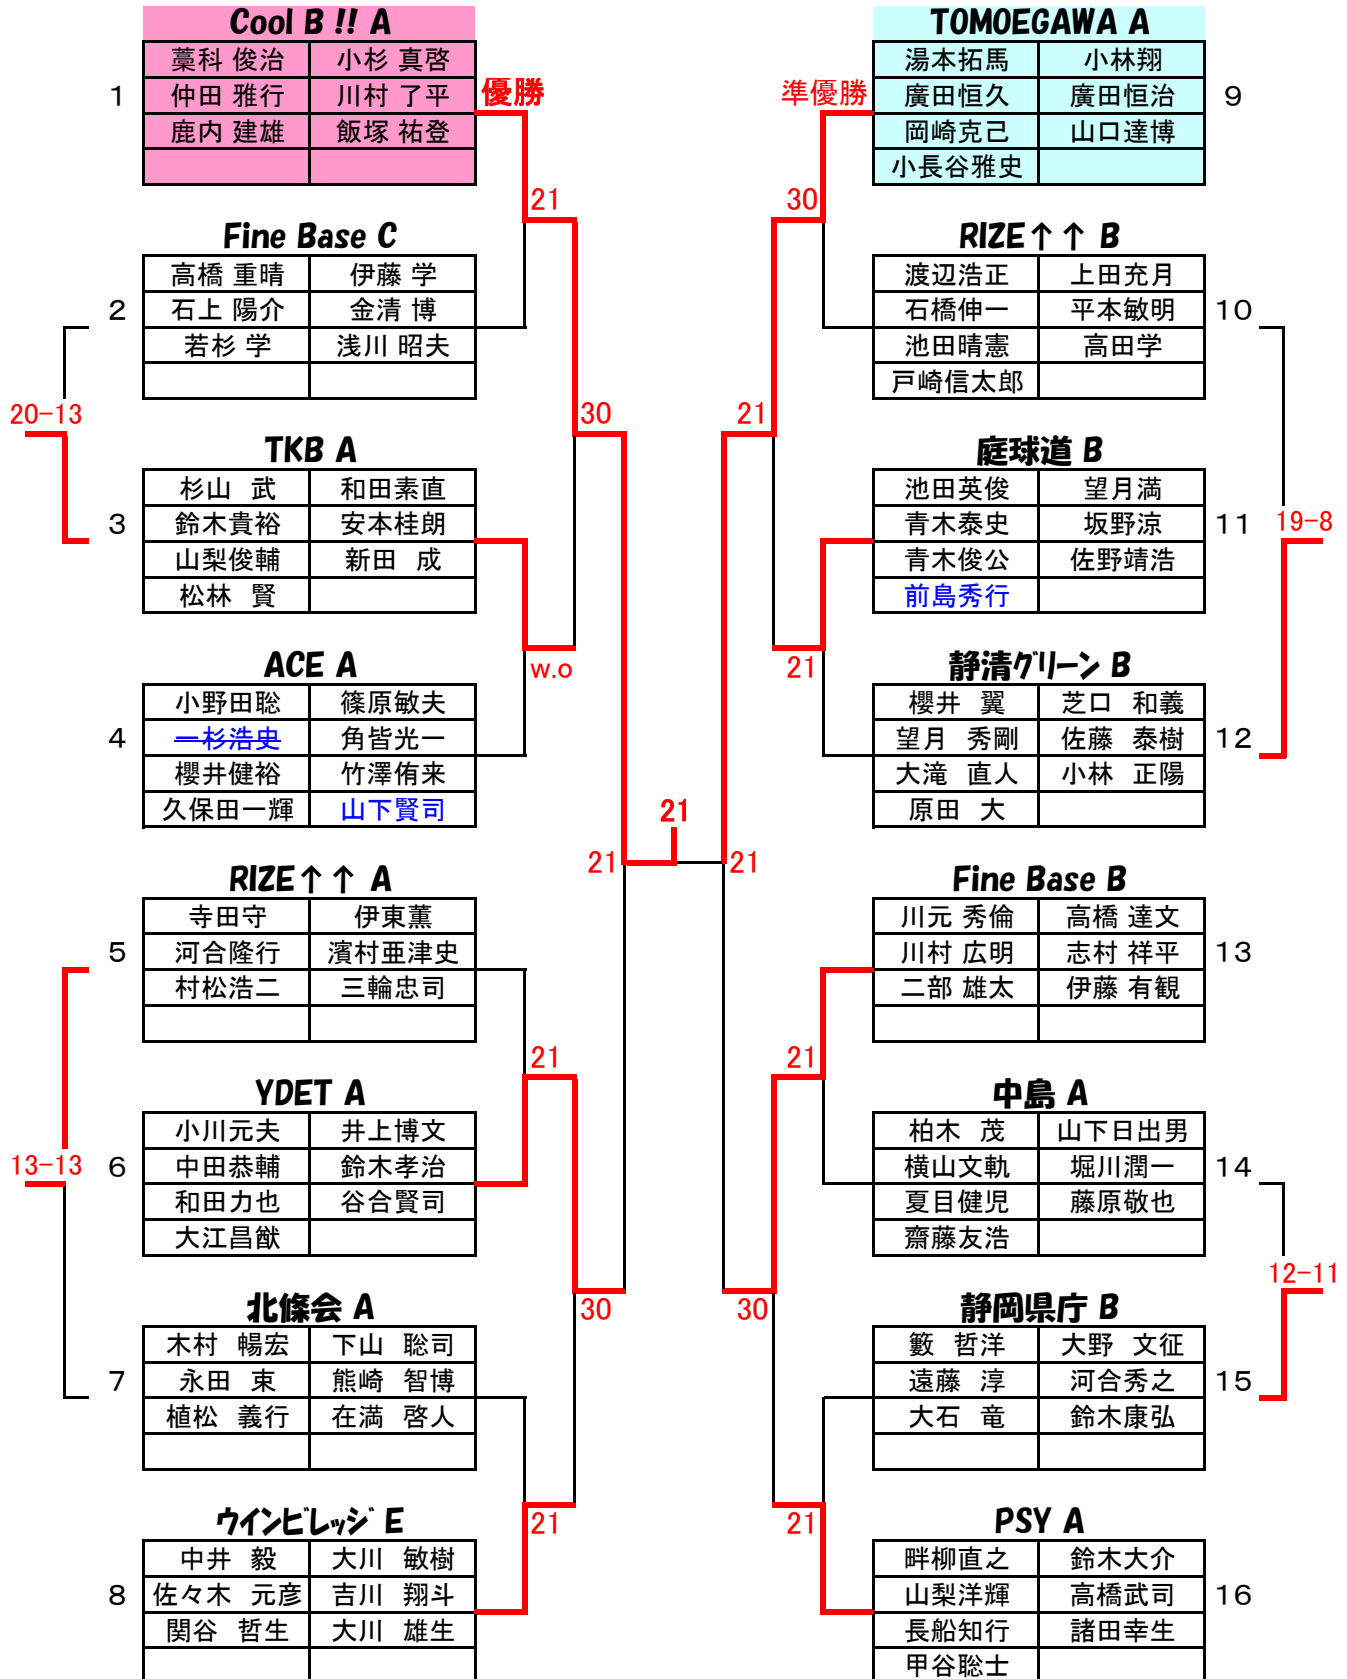 Cool B !! A
藁科 俊治 小杉 真啓
1 仲田 雅行 川村 了平 優勝
鹿内 建雄 飯塚 祐登
21
Fine Base C
高橋 重晴 伊藤 学
2 石上 陽介 金清 博
若杉 学 浅川 昭夫
20-13
30
TKB A
杉山 武 和田素直
3 鈴木貴裕 安本桂朗
山梨俊輔 新田 成
松林 賢
w.o
ACE A
小野田聡 篠原敏夫
4 一杉浩史 角皆光一
櫻井健裕 竹澤侑来
久保田一輝 山下賢司
21
21
RIZE↑↑ A
寺田守 伊東薫
5 河合隆行 濱村亜津史
村松浩二 三輪忠司
21
YDET A
小川元夫 井上博文
13-13 6 中田恭輔 鈴木孝治
和田力也 谷合賢司
大江昌猷
30
北條会 A
木村 暢宏 下山 聡司
7 永田 束 熊崎 智博
植松 義行 在満 啓人
21
ウインビレッジ E
中井 毅 大川 敏樹
8 佐々木 元彦 吉川 翔斗
関谷 哲生 大川 雄生
TOMOEGAWA A
湯本拓馬 小林翔
準優勝 廣田恒久 廣田恒治 9
岡崎克己 山口達博
小長谷雅史
30
RIZE↑↑ B
渡辺浩正 上田充月
石橋伸一 平本敏明 10
池田晴憲 高田学
戸崎信太郎
21
庭球道 B
池田英俊 望月満
青木泰史 坂野涼 11 19-8
青木俊公 佐野靖浩
前島秀行
21
静清グリーン B
櫻井 翼 芝口 和義
望月 秀剛 佐藤 泰樹 12
大滝 直人 小林 正陽
原田 大
21
Fine Base B
川元 秀倫 高橋 達文
川村 広明 志村 祥平 13
二部 雄太 伊藤 有観
21
中島 A
柏木 茂 山下日出男
横山文軌 堀川潤一 14
夏目健児 藤原敬也
齋藤友浩
12-11
30
静岡県庁 B
籔 哲洋 大野 文征
遠藤 淳 河合秀之 15
大石 竜 鈴木康弘
21
PSY A
畔柳直之 鈴木大介
山梨洋輝 高橋武司 16
長船知行 諸田幸生
甲谷聡士